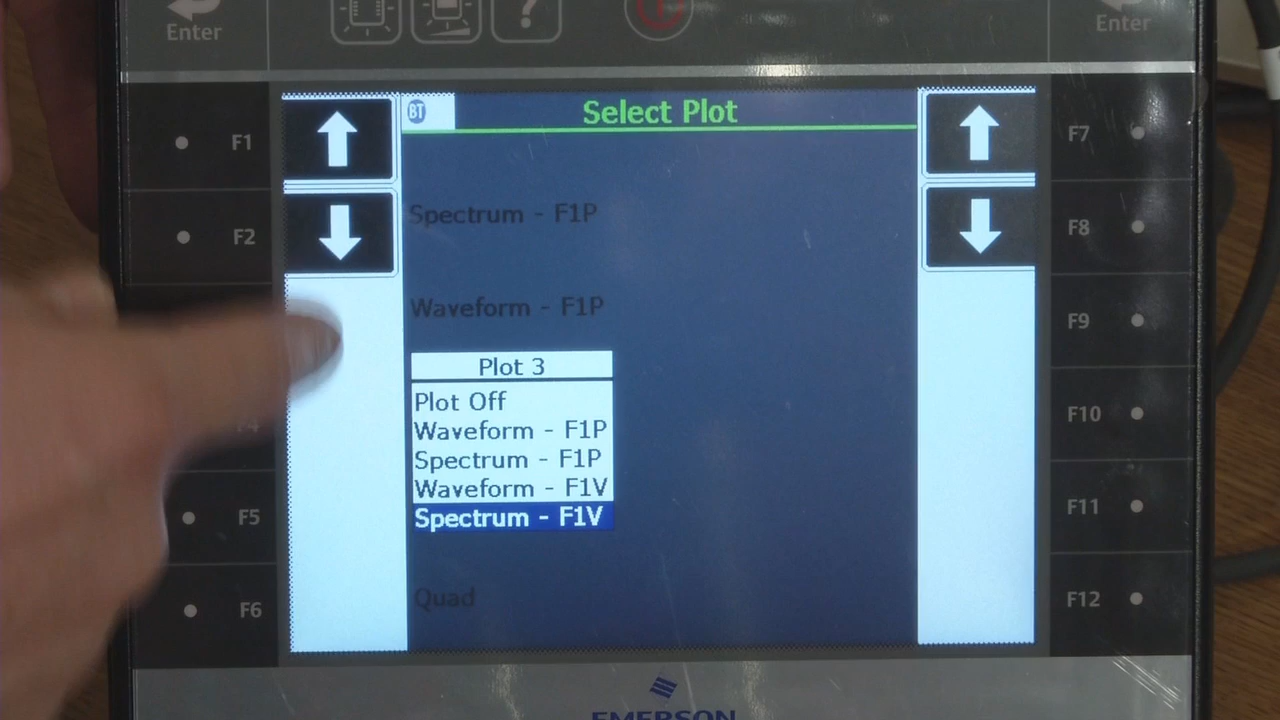 Enter
?
Enter
F1
F2
F5
F6
BT
Select Plot
Spectrum - F1P
Waveform - F1P
Plot 3
Plot Off
Waveform - F1P
Spectrum - F1P
Waveform - F1V
Spectrum - F1V
Quad
F7
F8
F9
F10
F11
F12
EMERSON